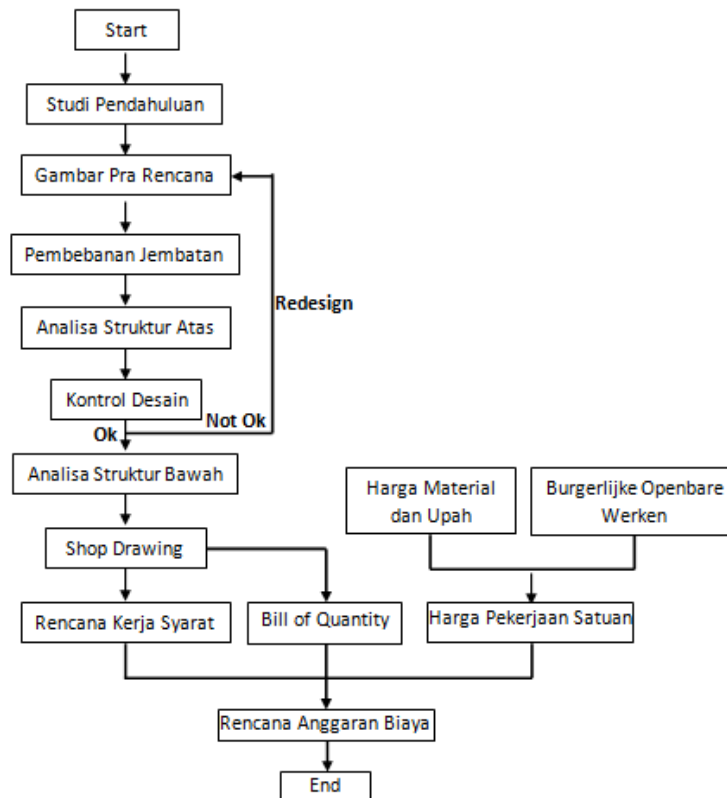 Start
Studi Pendahuluan
Gambar Pra Rencana
Pembebanan Jembatan
Redesign
Analisa Struktur Atas
Kontrol Desain
Not Ok
Ok
Analisa Struktur Bawah
Harga Material
dan Upah
Burgerlijke Openbare
Werken
Shop Drawing
Rencana Kerja Syarat
Bill of Quantity
Harga Pekerjaan Satuan
Rencana Anggaran Biaya
End